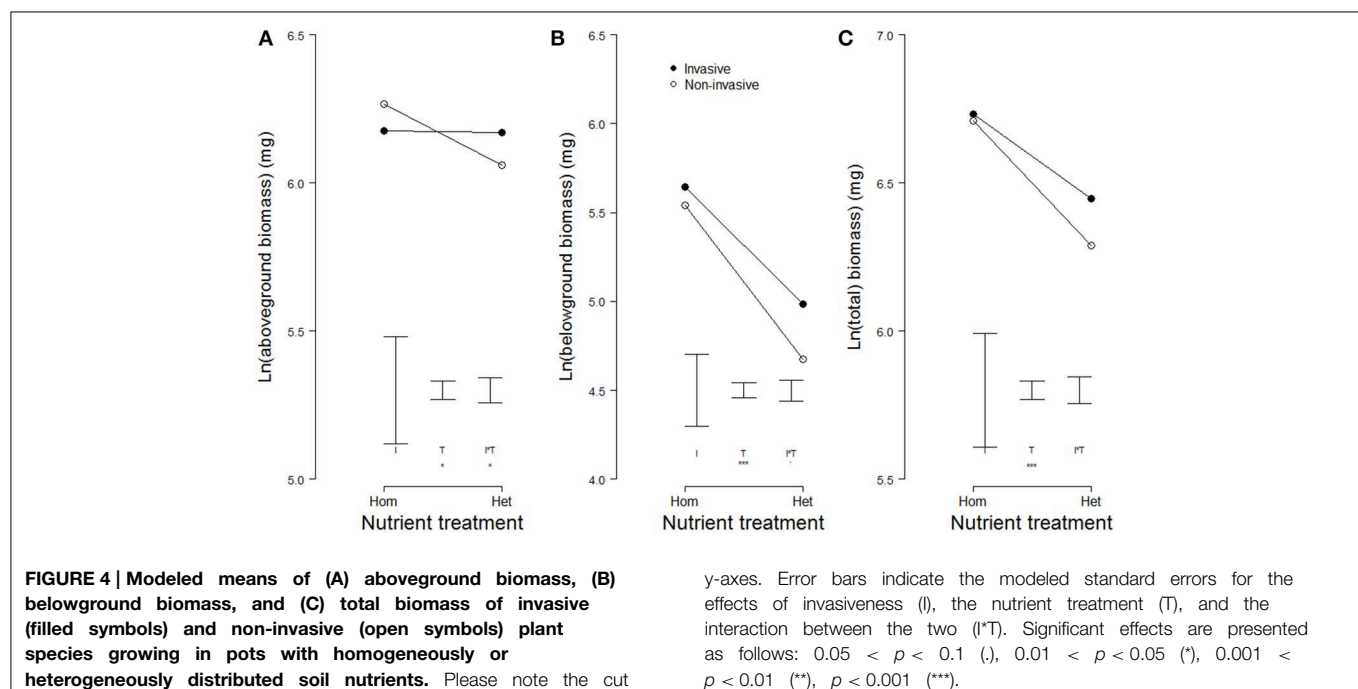 A
6.5
6.0
5.5
5.0
Ln(aboveground biomass) (mg)
I
T
I*T
*
*
Hom
Het
Nutrient treatment
B
6.5
6.0
5.5
5.0
4.5
4.0
Ln(belowground biomass) (mg)
Invasive
Non-invasive
I
T
I*T
***
.
Hom
Het
Nutrient treatment
C
7.0
6.5
6.0
5.5
Ln(total) biomass) (mg)
I
T
I*T
***
Hom
Het
Nutrient treatment
FIGURE 4 | Modeled means of (A) aboveground biomass, (B)
belowground biomass, and (C) total biomass of invasive
(filled symbols) and non-invasive (open symbols) plant
species growing in pots with homogeneously or
heterogeneously distributed soil nutrients. Please note the cut
y-axes. Error bars indicate the modeled standard errors for the
effects of invasiveness (I), the nutrient treatment (T), and the
interaction between the two (I*T). Significant effects are presented
as follows: 0.05 < p < 0.1 (.), 0.01 < p < 0.05 (*), 0.001 <
p < 0.01 (**), p < 0.001 (***).